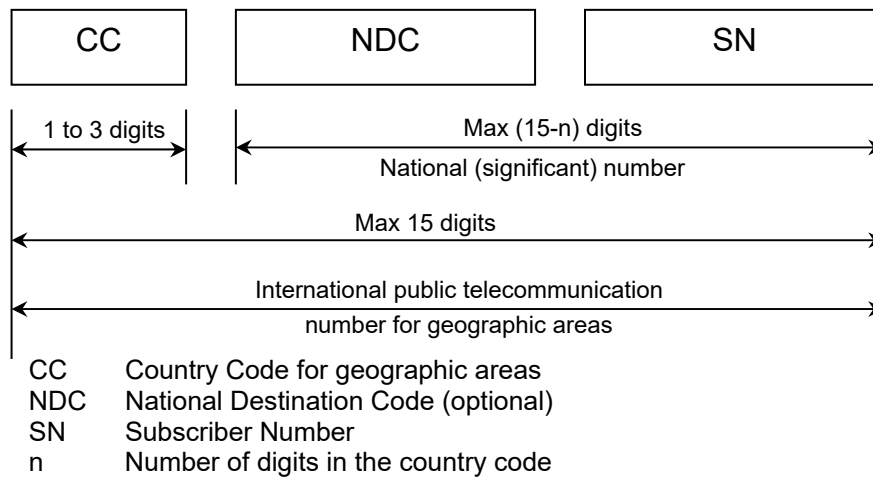 CC NDC SN
1 to 3 digits Max (15-n) digits
National (significant) number
Max 15 digits
International public telecommunication
number for geographic areas
CC Country Code for geographic areas
NDC National Destination Code (optional)
SN Subscriber Number
n Number of digits in the country code